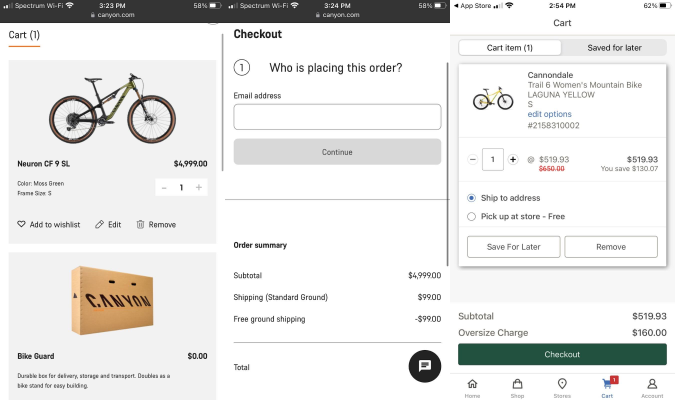 Spectrum Wi-Fi
3:23 PM
58%
canyon.com
Cart (1)
Neuron CF 9 SL
$4,999.00
Color: Moss Green
Frame Size: S
- 1 +
Add to wishlist
Edit
Remove
CANYON
Bike Guard
$0.00
Durable box for delivery, storage and transport. Doubles as a
bike stand for easy building.
Spectrum Wi-Fi
3:24 PM
58%
canyon.com
Checkout
1
Who is placing this order?
Email address
Continue
Order summary
Subtotal
$4,999.00
Shipping (Standard Ground)
$99.00
Free ground shipping
-$99.00
Total
App Store
2:54 PM
62%
Cart
Cart item (1)
Saved for later
Cannondale
Trail 6 Women's Mountain Bike
LAGUNA YELLOW
S
edit options
#2158310002
- 1 + @ $519.93
$650.00
$519.93
You save $130.07
Ship to address
Pick up at store - Free
Save For Later
Remove
Subtotal
$519.93
Oversize Charge
$160.00
Checkout
1
Home
Shop
Stores
Cart
Account